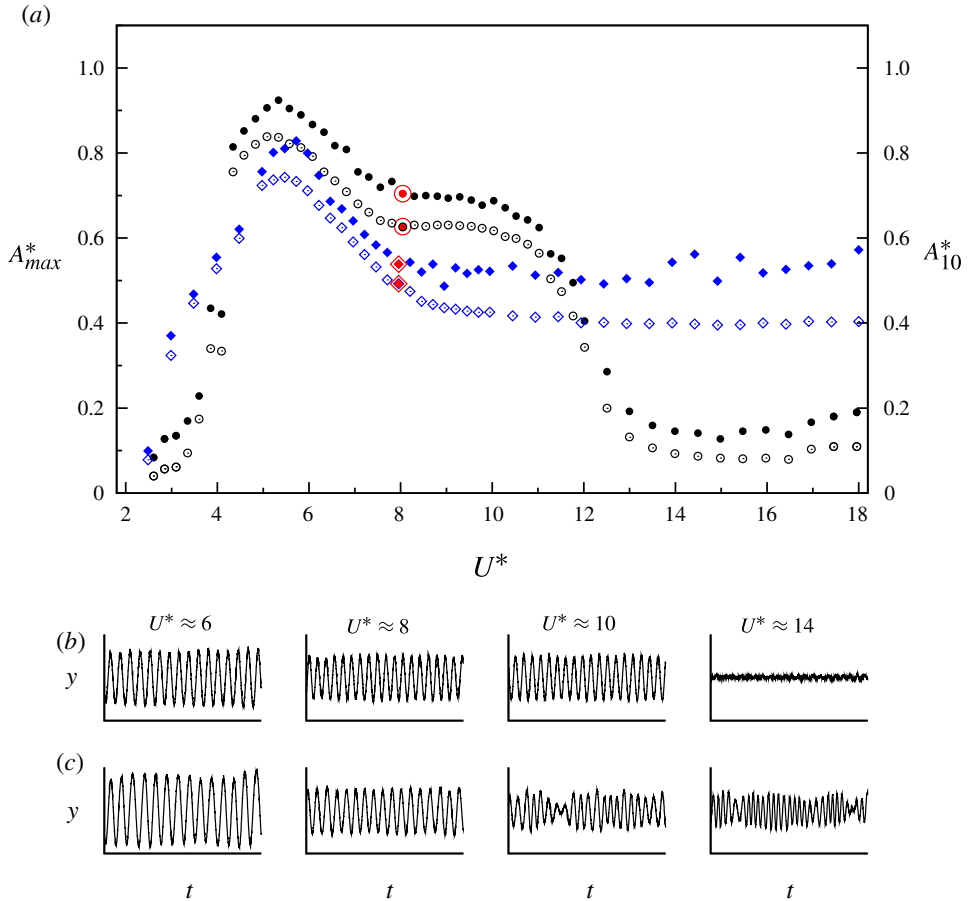 (a)
1.0 1.0
0.8 0.8
0.6 0.6
A*max A*10
0.4 0.4
0.2 0.2
0 0
2 4 6 8 10 12 14 16 18
U*
(b) U* ≈ 6 U* ≈ 8 U* ≈ 10 U* ≈ 14
y
(c)
y
t t t t